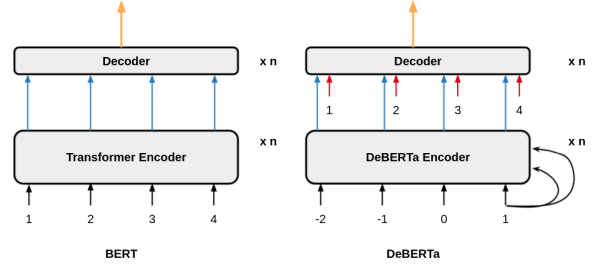 Decoder
x n
Transformer Encoder
x n
1 2 3 4
BERT
Decoder
x n
1 2 3 4
DeBERTa Encoder
x n
-2 -1 0 1
DeBERTa